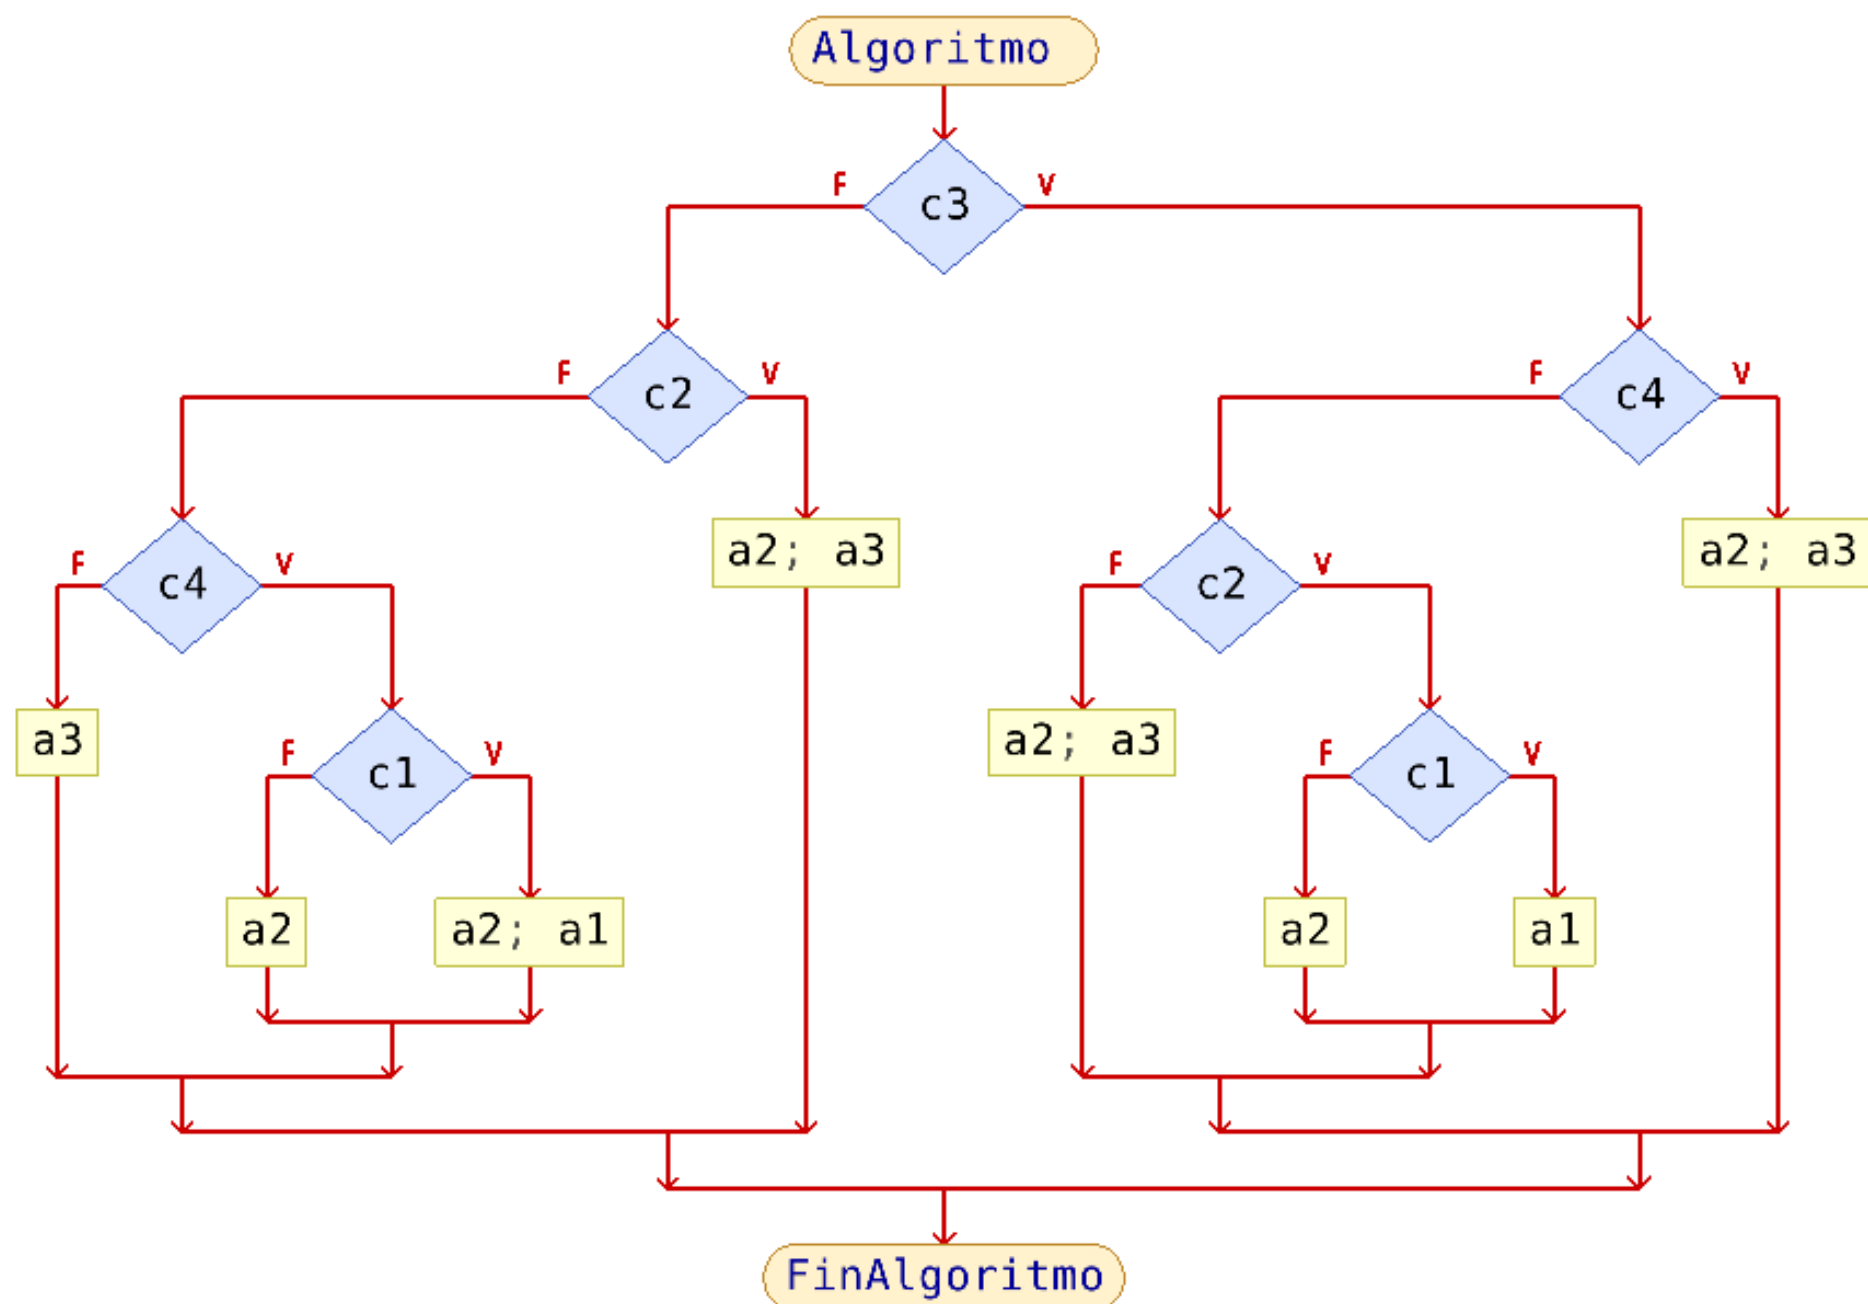 Algoritmo
F
V
c3
F
V
c2
F
V
c4
F
V
c4
a2; a3
F
V
c2
a2; a3
a3
F
V
c1
a2; a3
F
V
c1
a2
a2; a1
a2
a1
FinAlgoritmo